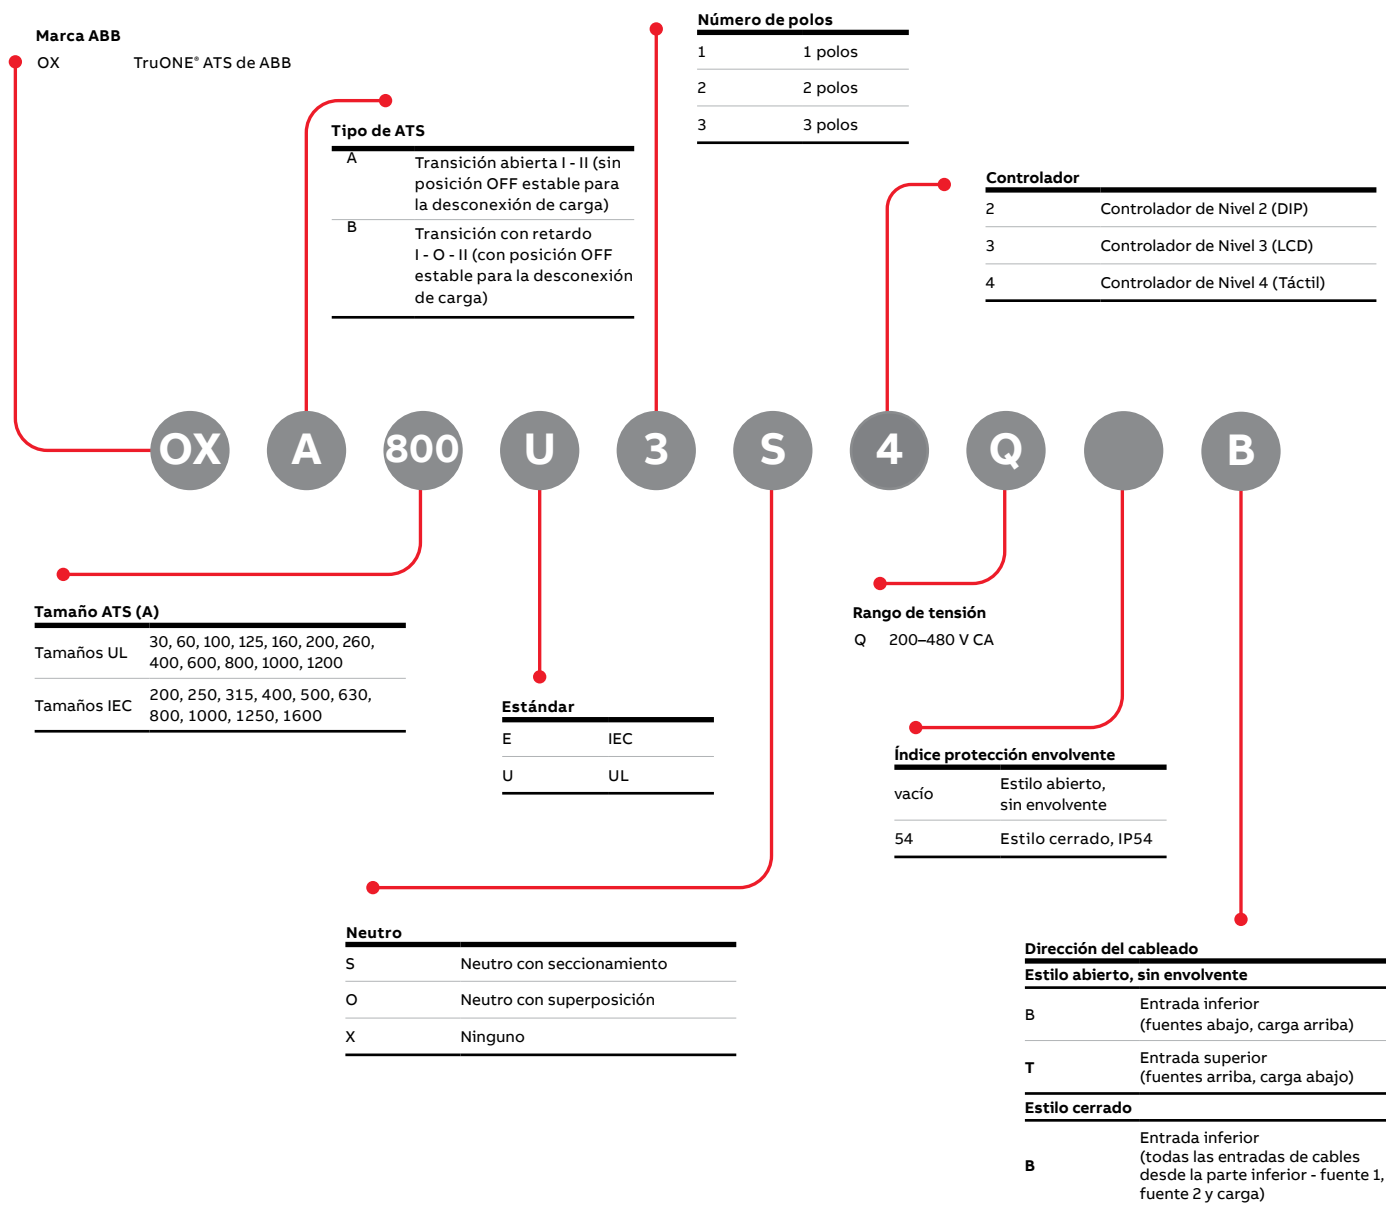 Marca ABB
OX TruONE® ATS de ABB
Tipo de ATS
A Transición abierta I - II (sin
posición OFF estable para
la desconexión de carga)
B Transición con retardo
I - O - II (con posición OFF
estable para la desconexión
de carga)
Número de polos
1 1 polos
2 2 polos
3 3 polos
Controlador
2 Controlador de Nivel 2 (DIP)
3 Controlador de Nivel 3 (LCD)
4 Controlador de Nivel 4 (Táctil)
OX A 800 U 3 S 4 Q B
Tamaño ATS (A)
Tamaños UL 30, 60, 100, 125, 160, 200, 260,
400, 600, 800, 1000, 1200
Tamaños IEC 200, 250, 315, 400, 500, 630,
800, 1000, 1250, 1600
Estándar
E IEC
U UL
Neutro
S Neutro con seccionamiento
O Neutro con superposición
X Ninguno
Rango de tensión
Q 200–480 V CA
Índice protección envolvente
vacío Estilo abierto,
sin envolvente
54 Estilo cerrado, IP54
Dirección del cableado
Estilo abierto, sin envolvente
B Entrada inferior
(fuentes abajo, carga arriba)
T Entrada superior
(fuentes arriba, carga abajo)
Estilo cerrado
B Entrada inferior
(todas las entradas de cables
desde la parte inferior - fuente 1,
fuente 2 y carga)